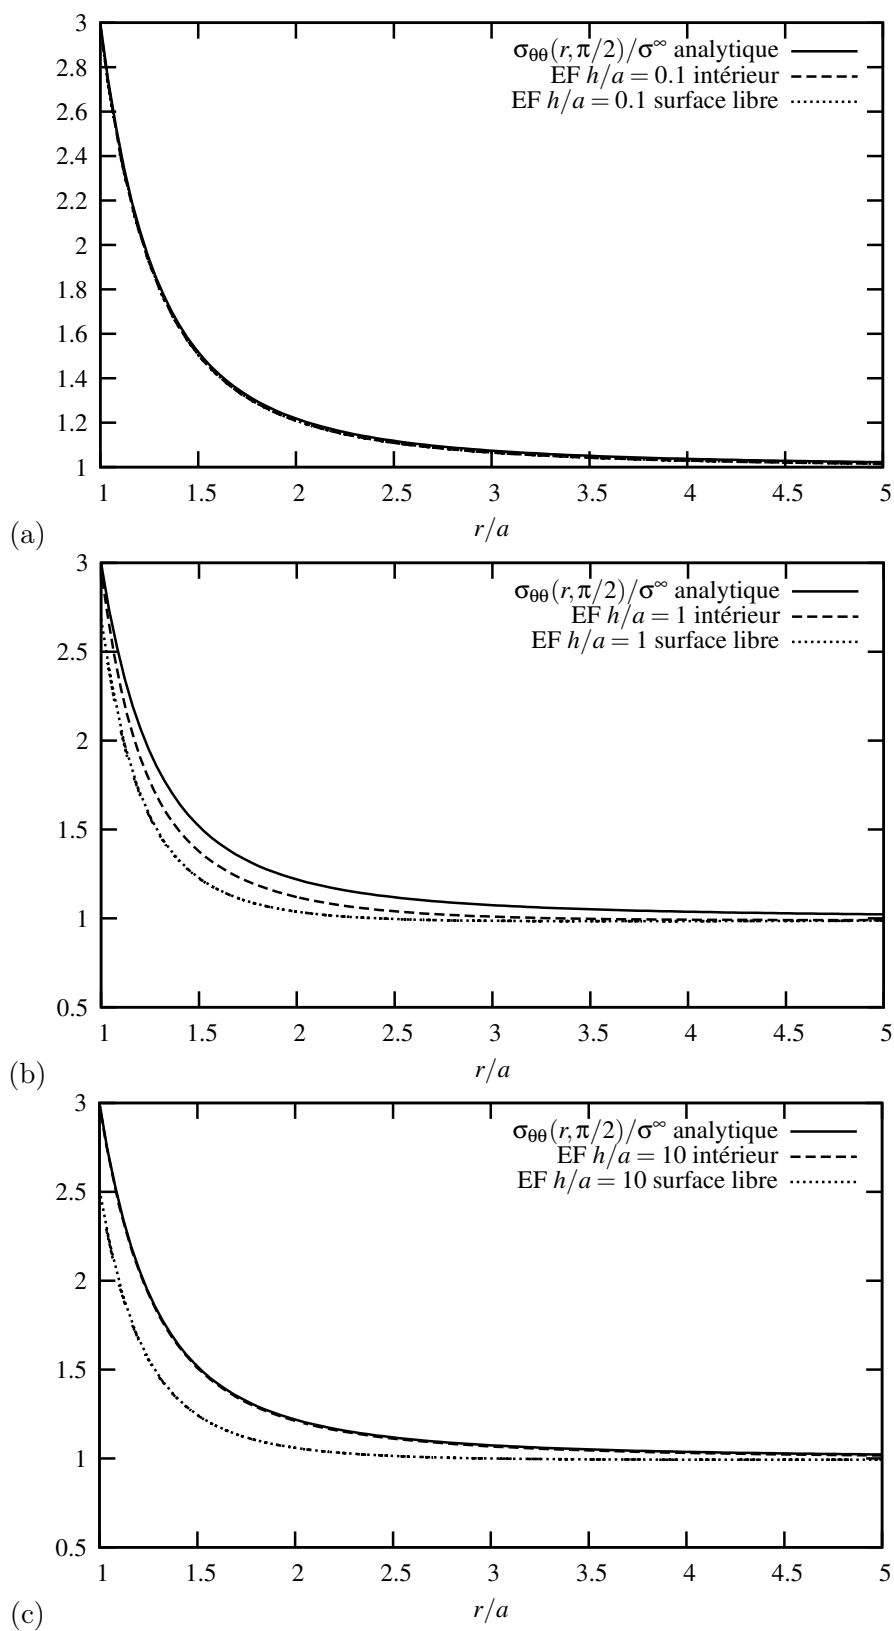 3
σθθ(r,π/2)/σ∞ analytique
2.8
EF h/a = 0.1 intérieur
2.6
EF h/a = 0.1 surface libre
2.4
2.2
2
1.8
1.6
1.4
1.2
1
1 1.5 2 2.5 3 3.5 4 4.5 5
(a)
r/a
3
σθθ(r,π/2)/σ∞ analytique
EF h/a = 1 intérieur
EF h/a = 1 surface libre
2.5
2
1.5
1
0.5
1 1.5 2 2.5 3 3.5 4 4.5 5
(b)
r/a
3
σθθ(r,π/2)/σ∞ analytique
EF h/a = 10 intérieur
EF h/a = 10 surface libre
2.5
2
1.5
1
0.5
1 1.5 2 2.5 3 3.5 4 4.5 5
(c)
r/a